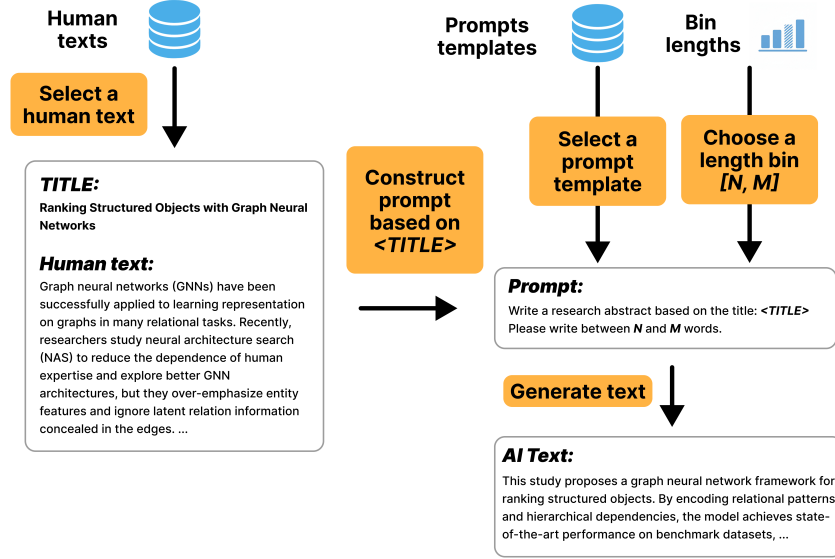 Human
texts
Select a
human text
TITLE:
Ranking Structured Objects with Graph Neural
Networks
Human text:
Graph neural networks (GNNs) have been
successfully applied to learning representation
on graphs in many relational tasks. Recently,
researchers study neural architecture search
(NAS) to reduce the dependence of human
expertise and explore better GNN
architectures, but they over-emphasize entity
features and ignore latent relation information
concealed in the edges. ...
Construct
prompt
based on
<TITLE>
Prompts
templates
Bin
lengths
Select a
prompt
template
Choose a
length bin
[N, M]
Prompt:
Write a research abstract based on the title: <TITLE>
Please write between N and M words.
Generate text
AI Text:
This study proposes a graph neural network framework for
ranking structured objects. By encoding relational patterns
and hierarchical dependencies, the model achieves state-
of-the-art performance on benchmark datasets, ...